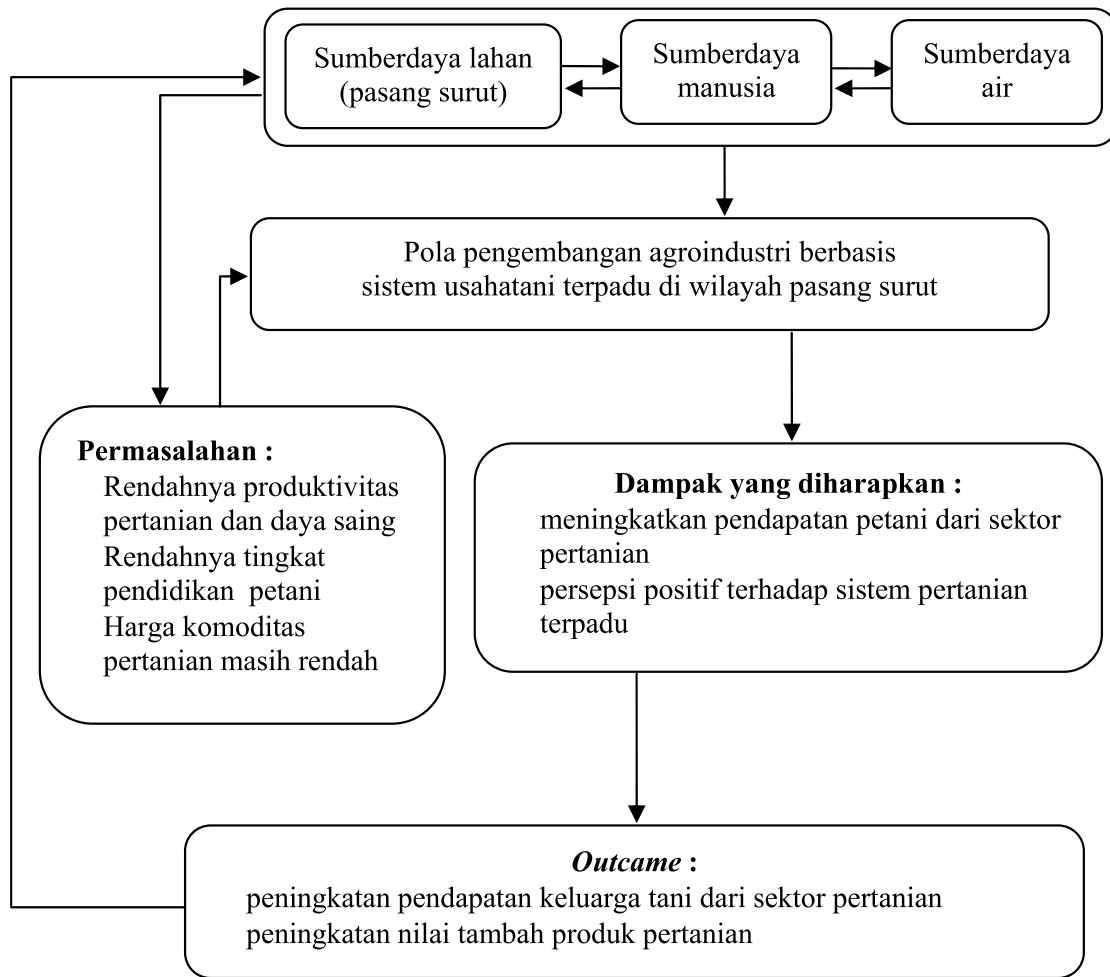 Sumberdaya lahan
(pasang surut)
Sumberdaya
manusia
Sumberdaya
air
Pola pengembangan agroindustri berbasis
sistem usahatani terpadu di wilayah pasang surut
Permasalahan :
Rendahnya produktivitas
pertanian dan daya saing
Rendahnya tingkat
pendidikan petani
Harga komoditas
pertanian masih rendah
Dampak yang diharapkan :
meningkatkan pendapatan petani dari sektor
pertanian
persepsi positif terhadap sistem pertanian
terpadu
Outcame :
peningkatan pendapatan keluarga tani dari sektor pertanian
peningkatan nilai tambah produk pertanian